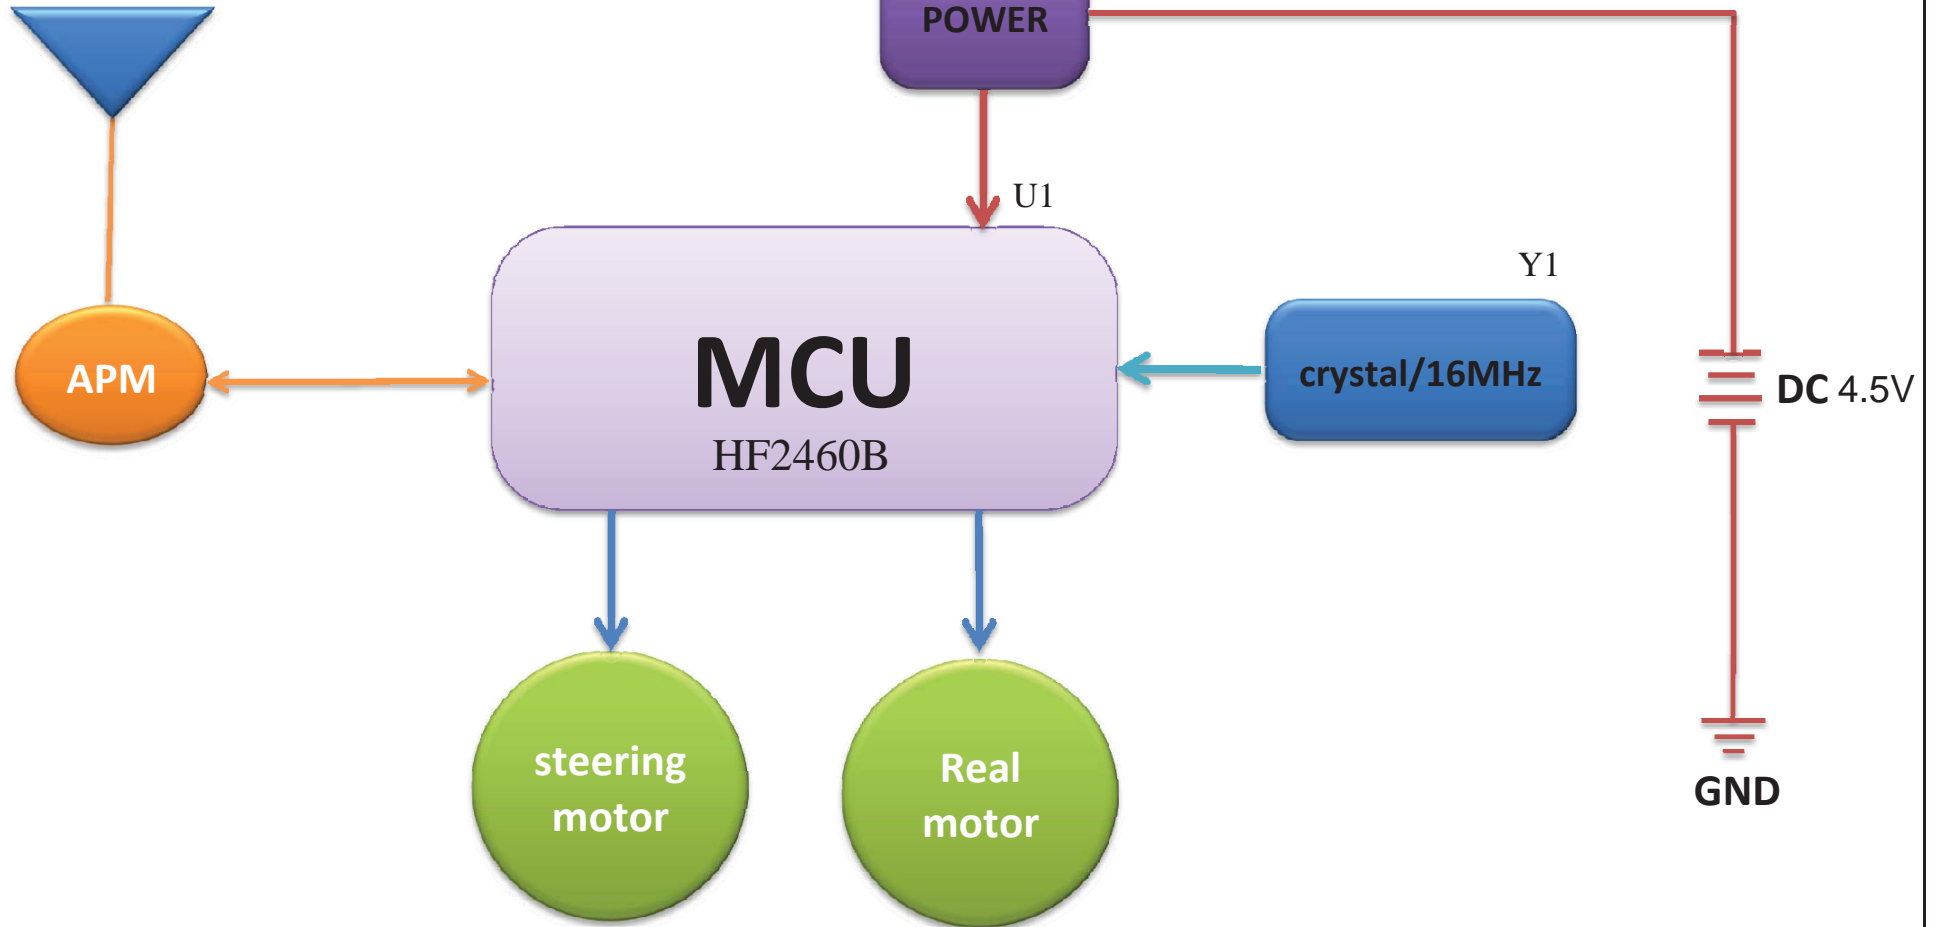 POWER
U1
Y1
APM
MCU
HF2460B
crystal/16MHz
DC 4.5V
steering
motor
Real
motor
GND